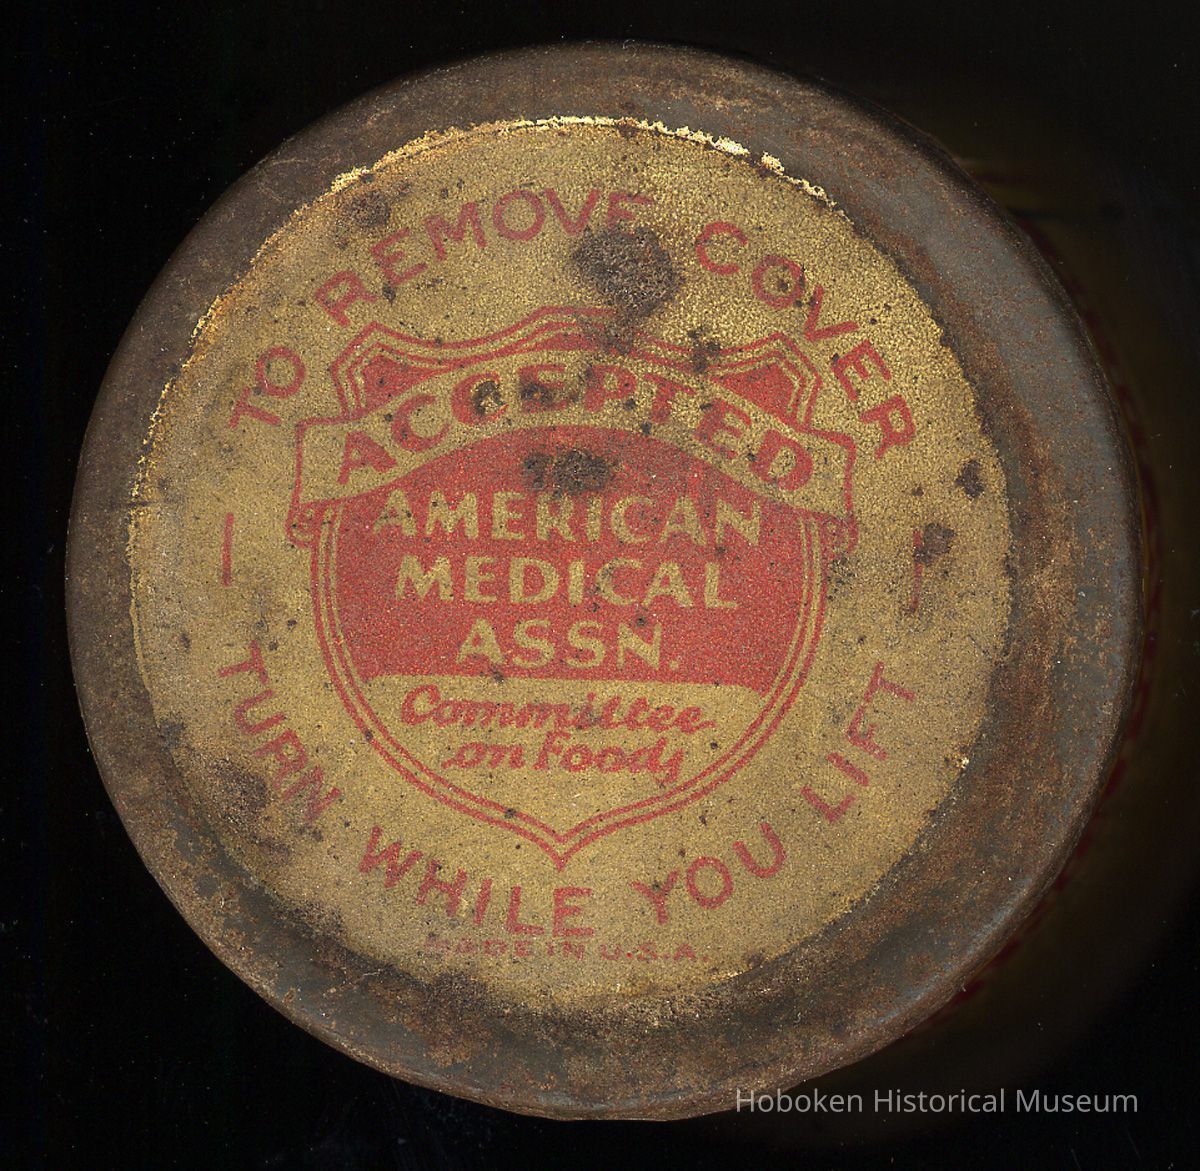 TO REMOVE COVER
ACCEPTED
AMERICAN
MEDICAL
ASSN.
Committee
on Foods
TURN WHILE YOU LIFT
MADE IN U.S.A.
Hoboken Historical Museum